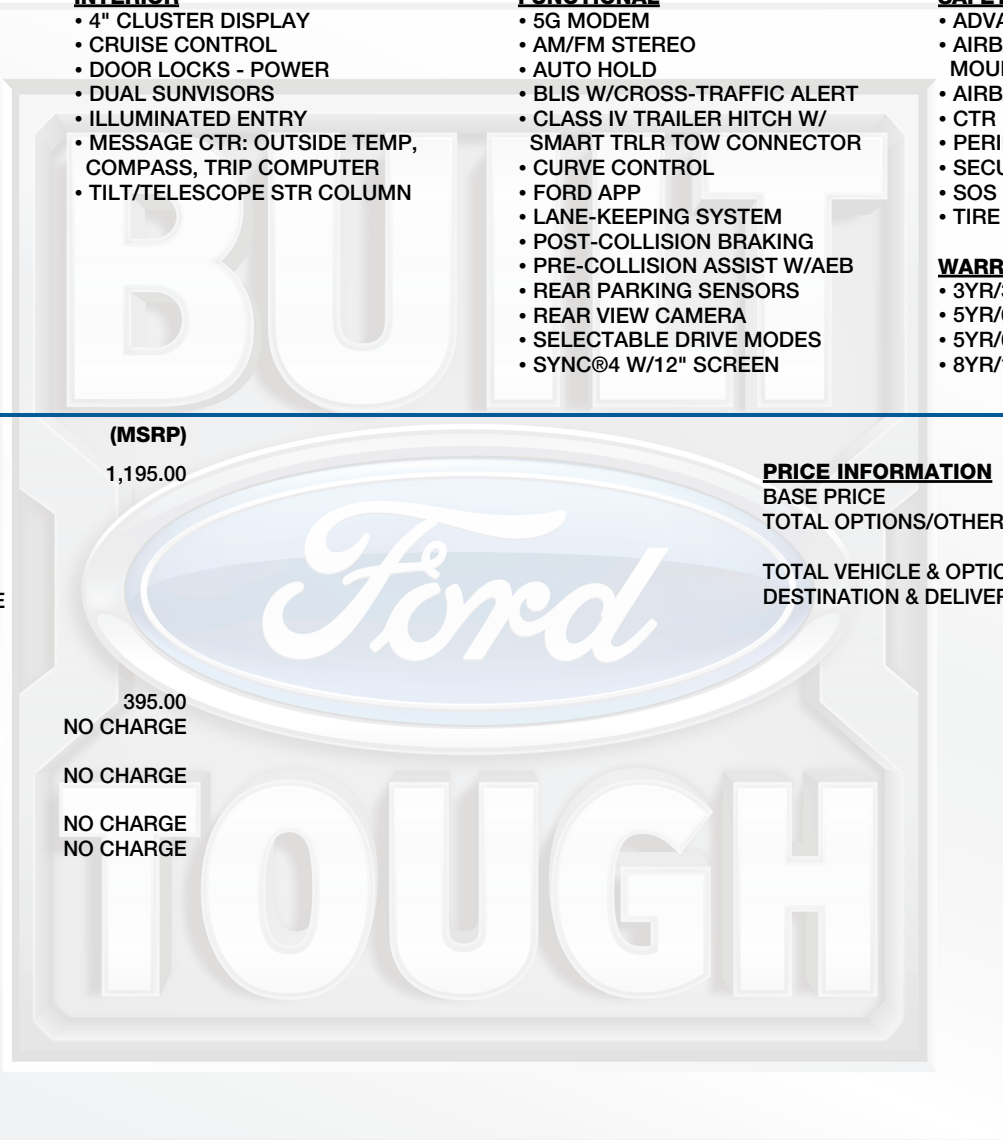 INTERIOR
• 4" CLUSTER DISPLAY
• CRUISE CONTROL
• DOOR LOCKS - POWER
• DUAL SUNVISORS
• ILLUMINATED ENTRY
• MESSAGE CTR: OUTSIDE TEMP,
COMPASS, TRIP COMPUTER
• TILT/TELESCOPE STR COLUMN
FUNCTIONAL
• 5G MODEM
• AM/FM STEREO
• AUTO HOLD
• BLIS W/CROSS-TRAFFIC ALERT
• CLASS IV TRAILER HITCH W/
SMART TRLR TOW CONNECTOR
• CURVE CONTROL
• FORD APP
• LANE-KEEPING SYSTEM
• POST-COLLISION BRAKING
• PRE-COLLISION ASSIST W/AEB
• REAR PARKING SENSORS
• REAR VIEW CAMERA
• SELECTABLE DRIVE MODES
• SYNC®4 W/12" SCREEN
• CTR
• SOS
• TIRE
(MSRP)
1,195.00
395.00
NO CHARGE
NO CHARGE
NO CHARGE
NO CHARGE
PRICE INFORMATION
BASE PRICE
TOTAL OPTIONS/OTHER
TOTAL VEHICLE &
DESTINATION &
BUILT
Ford
TOUGH